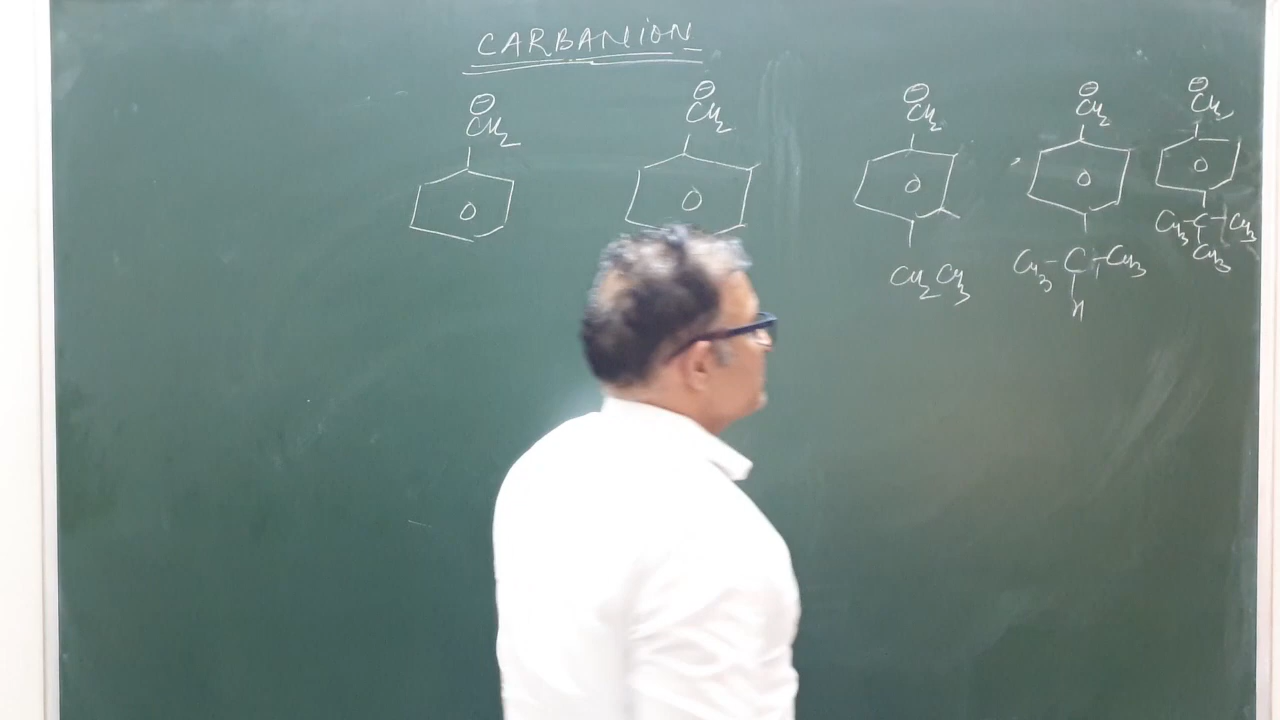 CARBANION
⊖ ⊖ ⊖ ⊖ ⊖
CH₂ CH₂ CH₂ CH₂ CH₂
CH₃-C-CH₃
CH₃
CH₂CH₃ CH₃-C-CH₃
H